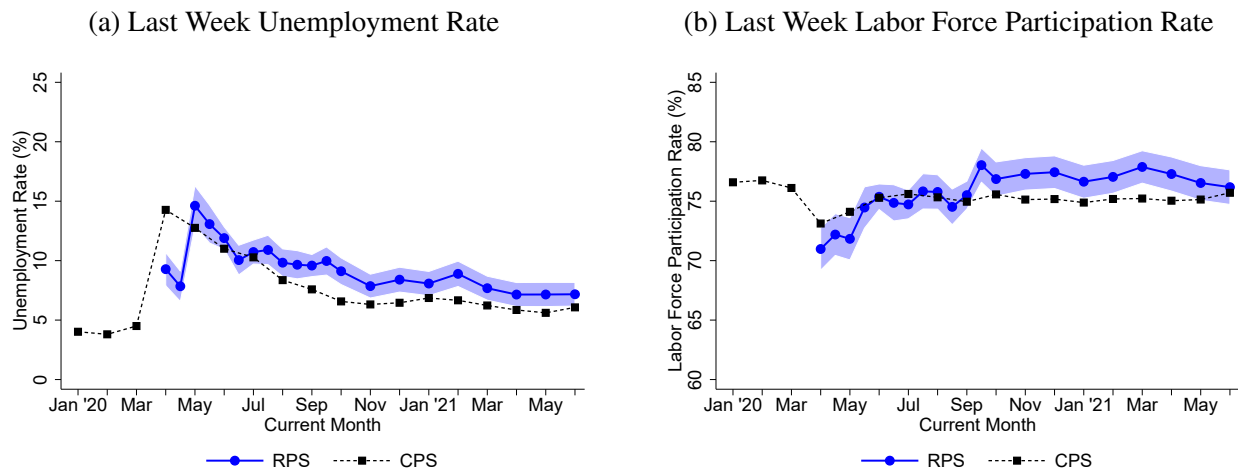 (a) Last Week Unemployment Rate
Unemployment Rate (%)
25
20
15
10
5
0
Jan '20 Mar May Jul Sep Nov Jan '21 Mar May
Current Month
RPS CPS
(b) Last Week Labor Force Participation Rate
Labor Force Participation Rate (%)
85
80
75
70
65
60
Jan '20 Mar May Jul Sep Nov Jan '21 Mar May
Current Month
RPS CPS